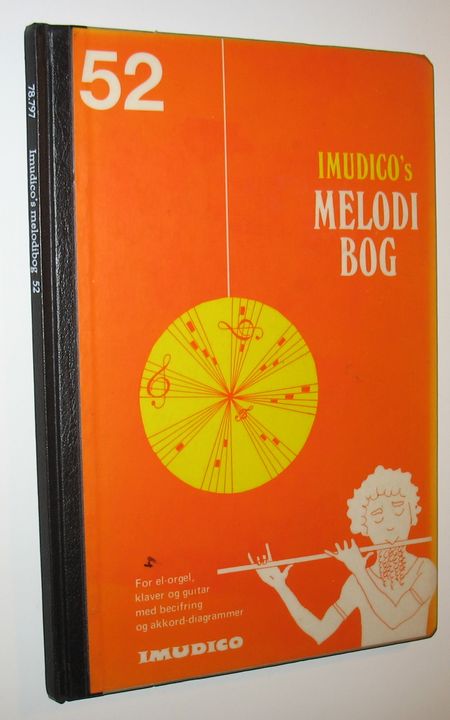 78.797 Imudico's melodibog 52
52
IMUDICO's
MELODI
BOG
For el-orgel,
klaver og guitar
med becifring
og akkord-diagrammer
IMUDICO